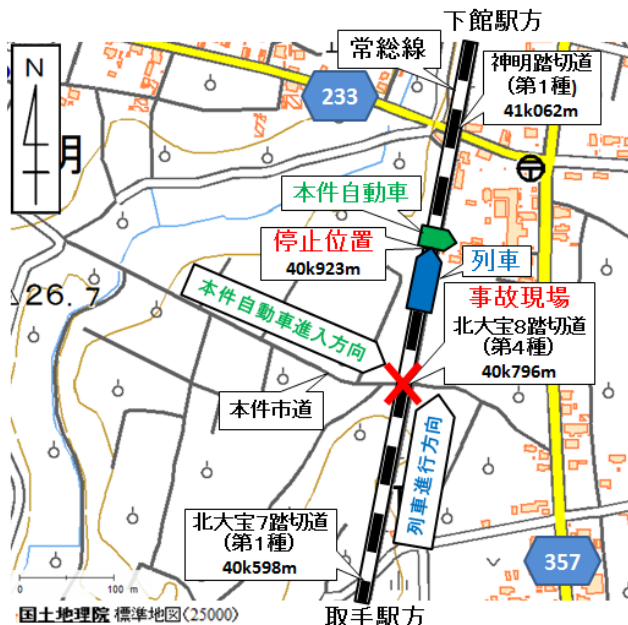 下館駅方
常総線
神明踏切道
(第1種)
41k062m
N
233
月
本件自動車
停止位置
40k923m
列車
26.7
本件自動車進入方向
事故現場
北大宝8踏切道
(第4種)
40k796m
本件市道
列車進行方向
北大宝7踏切道
(第1種)
40k598m
357
0
100 m
国土地理院 標準地図(25000)
取手駅方